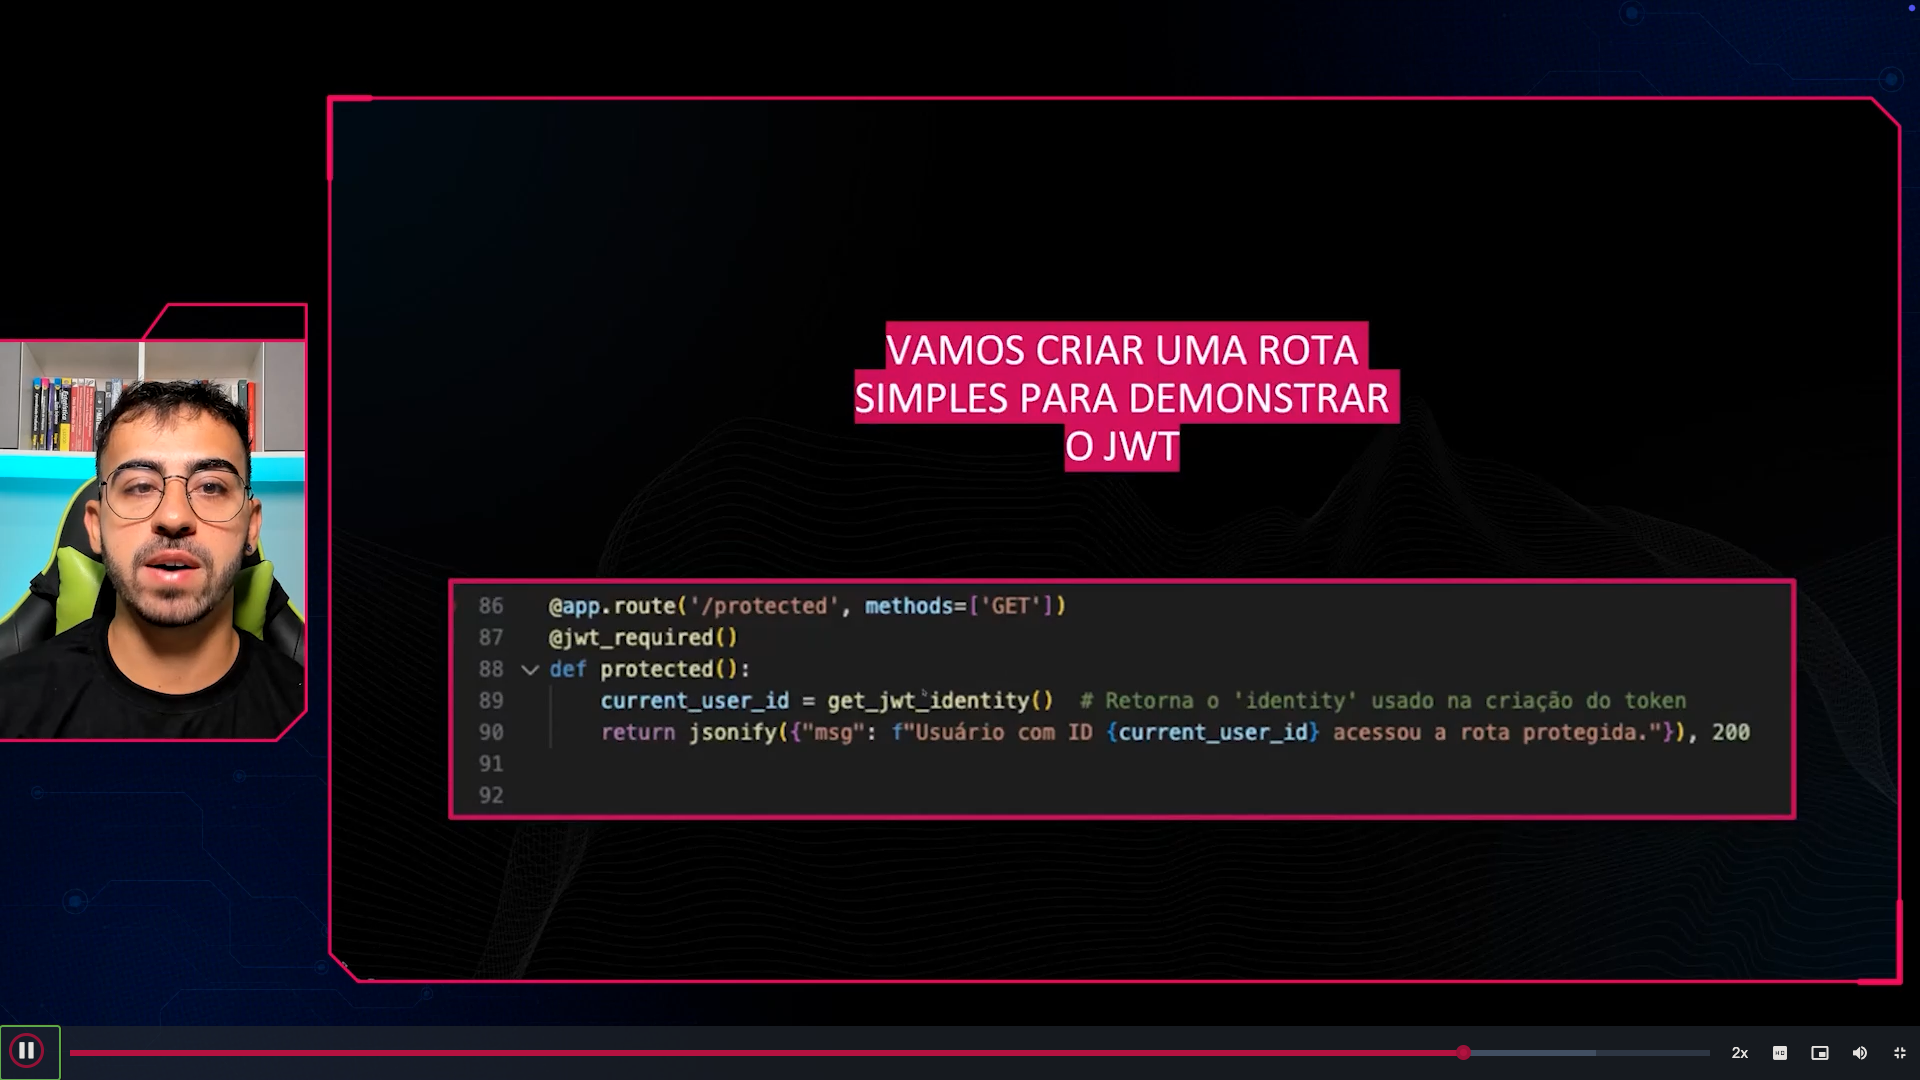 VAMOS CRIAR UMA ROTA
SIMPLES PARA DEMONSTRAR
O JWT
86 @app.route('/protected', methods=['GET'])
87 @jwt_required()
88 def protected():
89 current_user_id = get_jwt_identity() # Retorna o 'identity' usado na criação do token
90 return jsonify({"msg": f"Usuário com ID {current_user_id} acessou a rota protegida."}), 200
91
92
2x